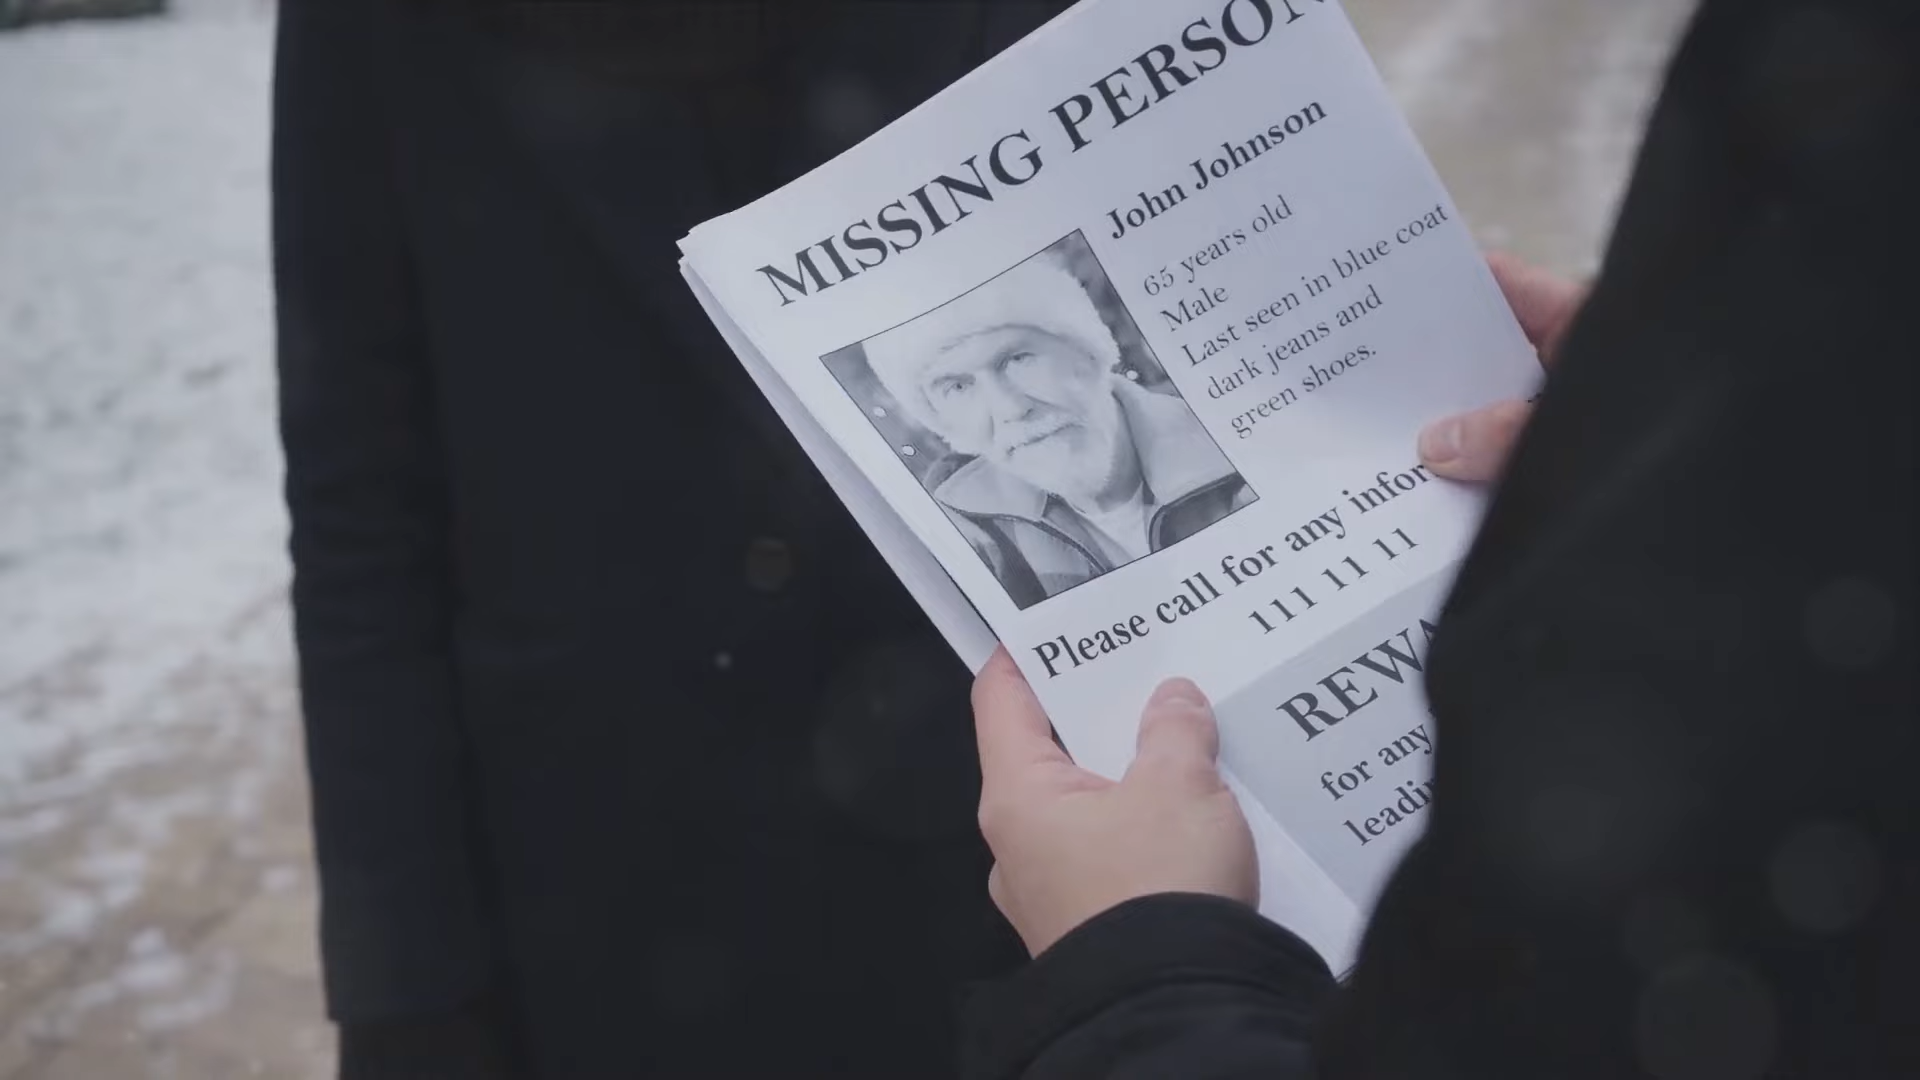 MISSING PERSON
John Johnson
65 years old
Male
Last seen in blue coat
dark jeans and
green shoes.
Please call for any infor
111 11 11 11
REWA
for any
leadi